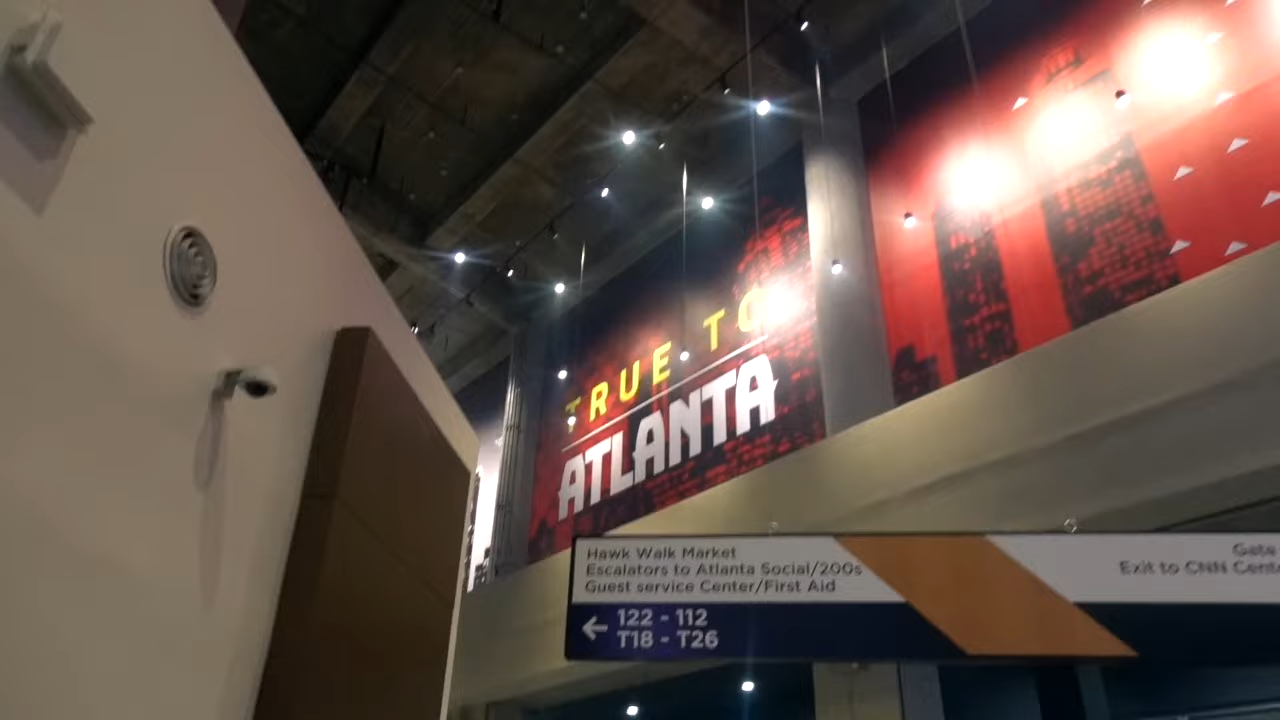 TRUE TO
ATLANTA
Hawk Walk Market
Escalators to Atlanta Social/200s
Guest service Center/First Aid
122 - 112
T18 - T26
Gate
Exit to CNN